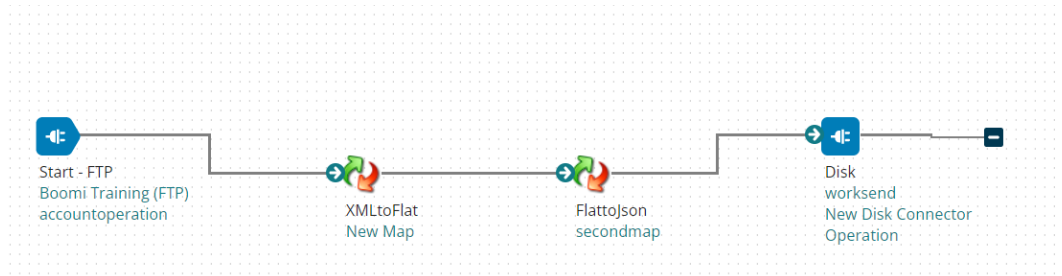 Start - FTP
Boomi Training (FTP)
accountoperation
XMLtoFlat
New Map
FlattoJson
secondmap
Disk
worksend
New Disk Connector
Operation